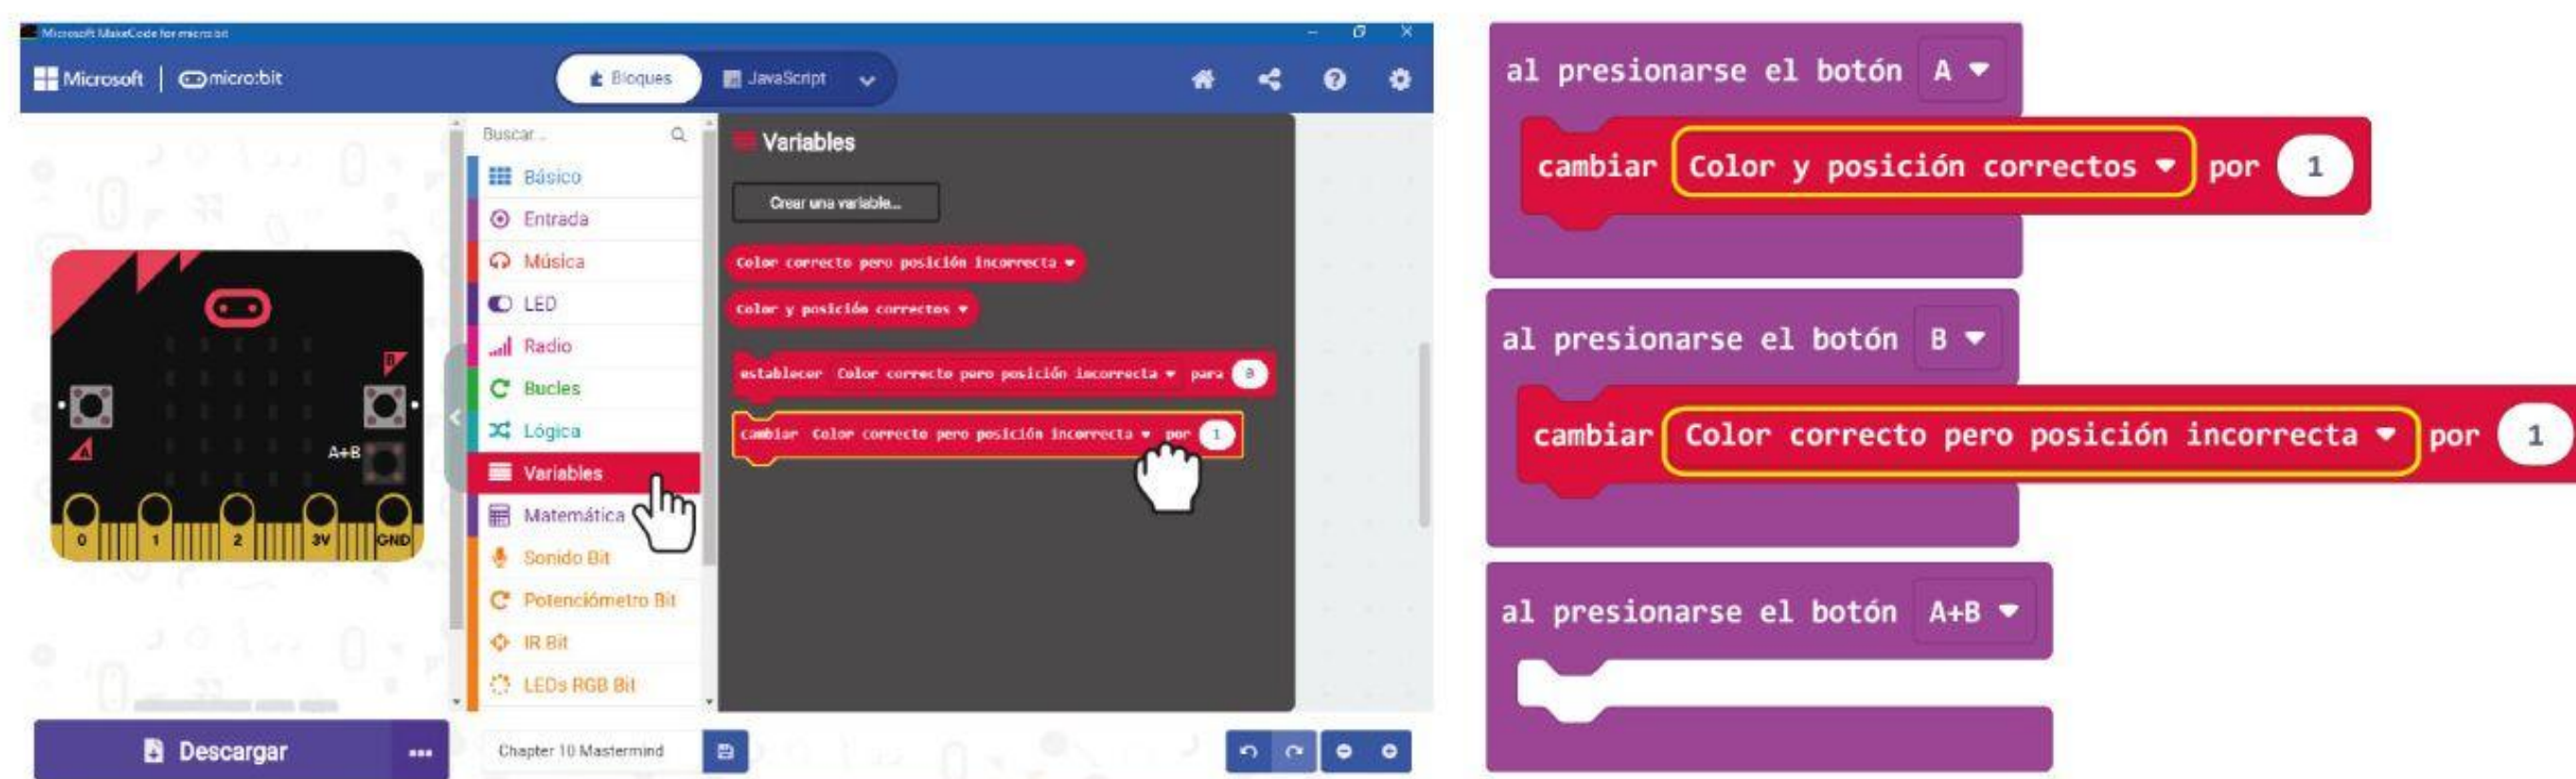 Microsoft MakeCode for micro:bit
Microsoft | micro:bit
Bloques
JavaScript
Buscar...
Básico
Entrada
Música
LED
Radio
Bucles
Lógica
Variables
Matemática
Sonido Bit
Potenciómetro Bit
IR Bit
LEDs RGB Bit
Variables
Crear una variable...
Color correcto pero posición incorrecta
Color y posición correctos
establecer Color correcto pero posición incorrecta para 0
cambiar Color correcto pero posición incorrecta por 1
B
A
A+B
0 1 2 3V GND
Descargar
Chapter 10 Mastermind
al presionarse el botón A
cambiar Color y posición correctos por 1
al presionarse el botón B
cambiar Color correcto pero posición incorrecta por 1
al presionarse el botón A+B